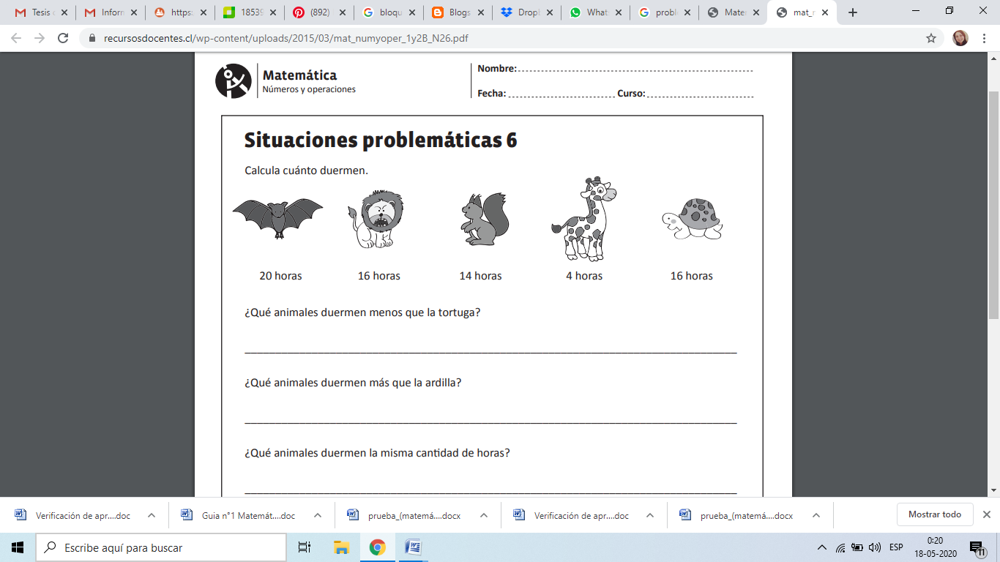 Tesis
Inform
https:
18539
(892)
bloqu
Blogs
Dropl
What
probl
Mate
mat_r
recursosdocentes.cl/wp-content/uploads/2015/03/mat_numyoper_1y2B_N26.pdf
Matemática
Números y operaciones
Nombre:
Fecha: Curso:
Situaciones problemáticas 6
Calcula cuánto duermen.
20 horas 16 horas 14 horas 4 horas 16 horas
¿Qué animales duermen menos que la tortuga?
¿Qué animales duermen más que la ardilla?
¿Qué animales duermen la misma cantidad de horas?
Verificación de apr....doc
Guia n°1 Matemát....doc
prueba_(matemá....docx
Verificación de apr....doc
prueba_(matemá....docx
Mostrar todo
Escribe aquí para buscar
ESP
0:20
18-05-2020
11